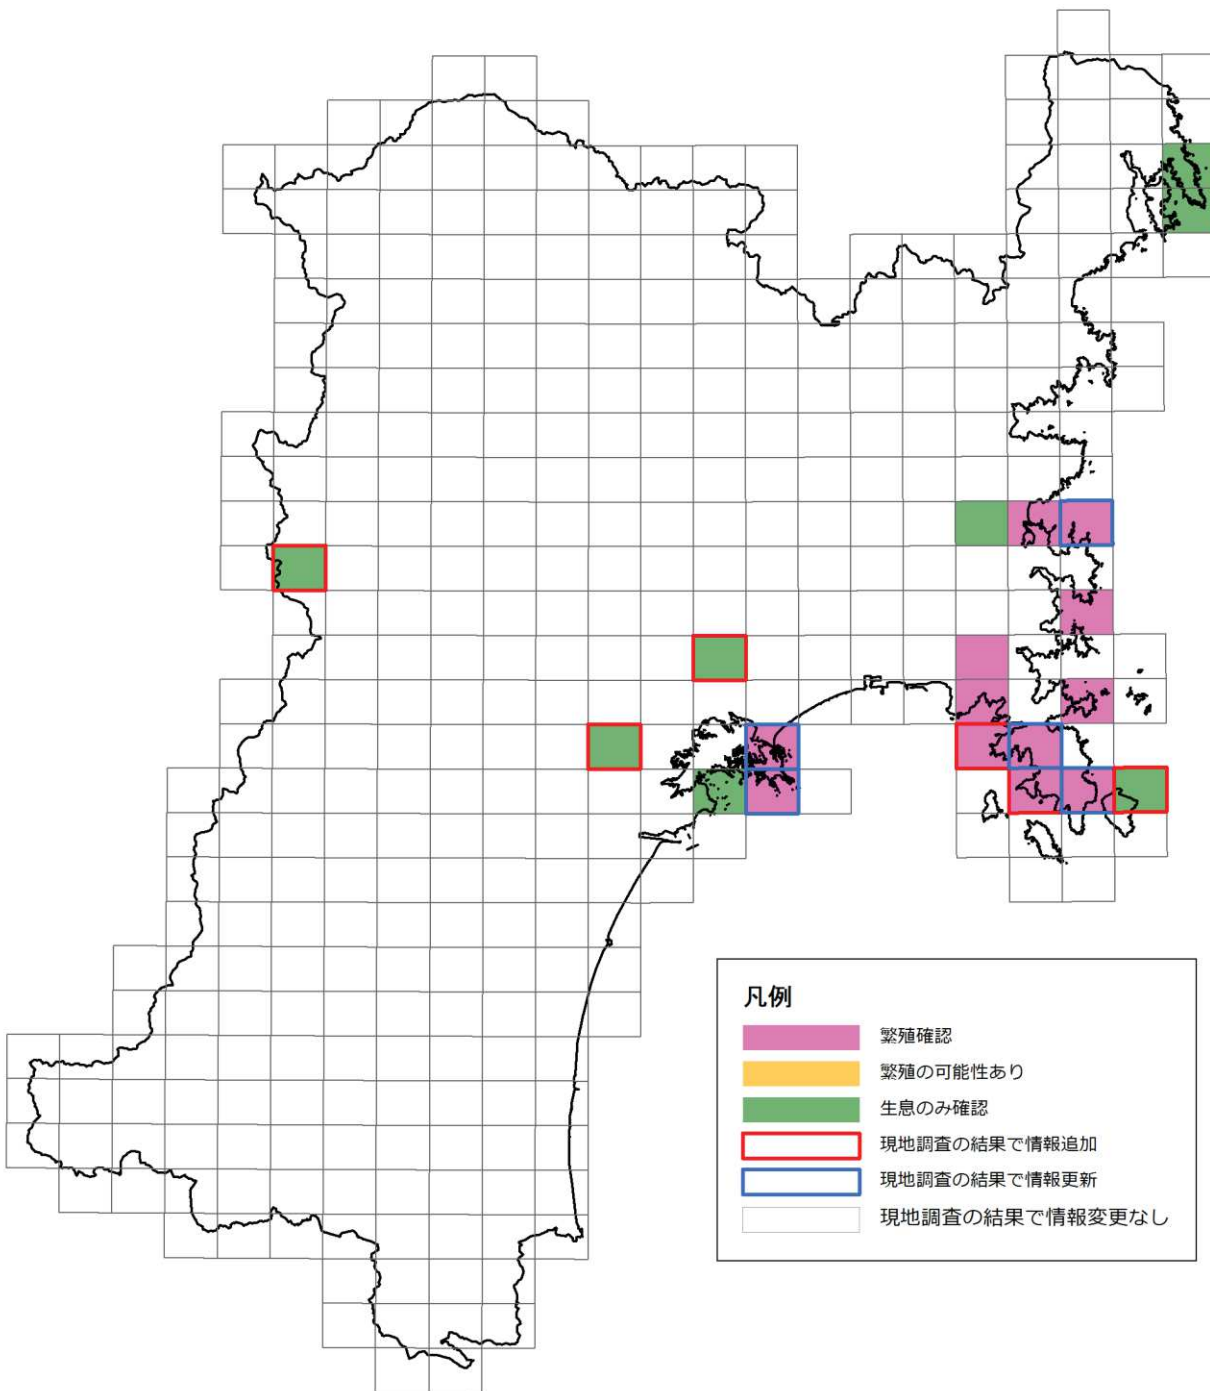 凡例
繁殖確認
繁殖の可能性あり
生息のみ確認
現地調査の結果で情報追加
現地調査の結果で情報更新
現地調査の結果で情報変更なし